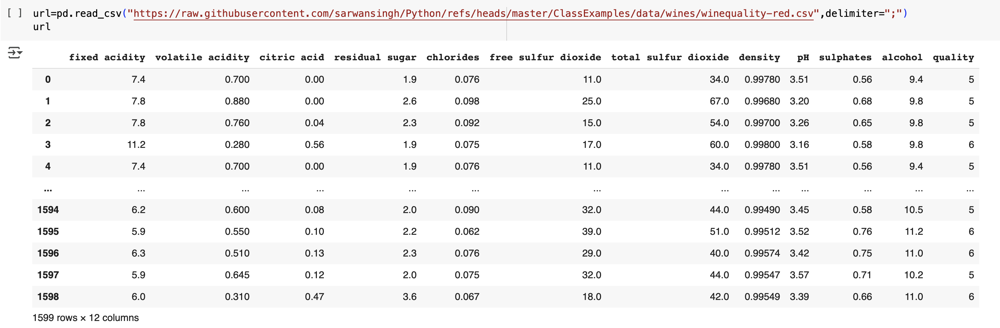 [ ] url=pd.read_csv("https://raw.githubusercontent.com/sarwansingh/Python/refs/heads/master/ClassExamples/data/wines/winequality-red.csv",delimiter=";")
url
fixed acidity volatile acidity citric acid residual sugar chlorides free sulfur dioxide total sulfur dioxide density pH sulphates alcohol quality
0 7.4 0.700 0.00 1.9 0.076 11.0 34.0 0.99780 3.51 0.56 9.4 5
1 7.8 0.880 0.00 2.6 0.098 25.0 67.0 0.99680 3.20 0.68 9.8 5
2 7.8 0.760 0.04 2.3 0.092 15.0 54.0 0.99700 3.26 0.65 9.8 5
3 11.2 0.280 0.56 1.9 0.075 17.0 60.0 0.99800 3.16 0.58 9.8 6
4 7.4 0.700 0.00 1.9 0.076 11.0 34.0 0.99780 3.51 0.56 9.4 5
... ... ... ... ... ... ... ... ... ... ... ... ...
1594 6.2 0.600 0.08 2.0 0.090 32.0 44.0 0.99490 3.45 0.58 10.5 5
1595 5.9 0.550 0.10 2.2 0.062 39.0 51.0 0.99512 3.52 0.76 11.2 6
1596 6.3 0.510 0.13 2.3 0.076 29.0 40.0 0.99574 3.42 0.75 11.0 6
1597 5.9 0.645 0.12 2.0 0.075 32.0 44.0 0.99547 3.57 0.71 10.2 5
1598 6.0 0.310 0.47 3.6 0.067 18.0 42.0 0.99549 3.39 0.66 11.0 6
1599 rows × 12 columns